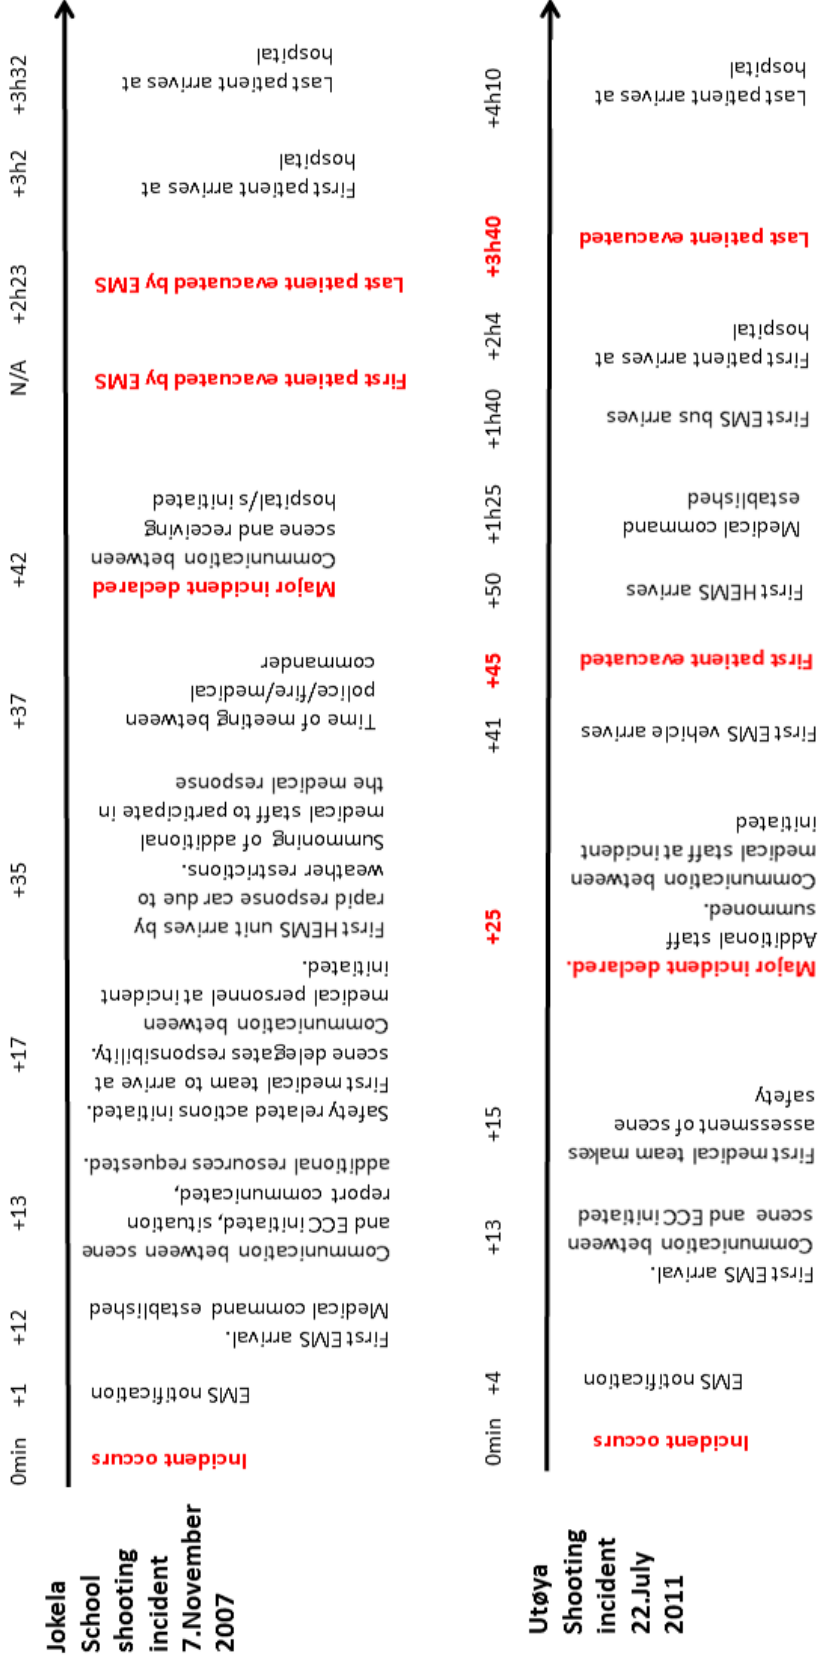 Jokela
School
shooting
incident
7.November
2007
0min
+1
+12
+13
+17
+35
+37
+42
N/A
+2h23
+3h2
+3h32
Incident occurs
EMS notification
First EMS arrival.
Medical command established
Communication between scene
and ECC initiated, situation
report communicated,
additional resources requested.
Safety related actions initiated.
First medical team to arrive at
scene delegates responsibility.
Communication between
medical personnel at incident
initiated.
First HEMS unit arrives by
rapid response car due to
weather restrictions.
Summoning of additional
medical staff to participate in
the medical response
Time of meeting between
police/fire/medical
commander
Major incident declared
Communication between
scene and receiving
hospital/s initiated
First patient evacuated by EMS
Last patient evacuated by EMS
First patient arrives at
hospital
Last patient arrives at
hospital
Utøya
Shooting
incident
22.July
2011
0min
+4
+13
+15
+25
+41
+45
+50
+1h25
+1h40
+2h4
+3h40
+4h10
Incident occurs
EMS notification
First EMS arrival.
Communication between
scene and ECC initiated
First medical team makes
assessment of scene
safety
Major incident declared.
Additional staff
summoned.
Communication between
medical staff at incident
initiated
First EMS vehicle arrives
First patient evacuated
First HEMS arrives
Medical command
established
First EMS bus arrives
First patient arrives at
hospital
Last patient evacuated
Last patient arrives at
hospital